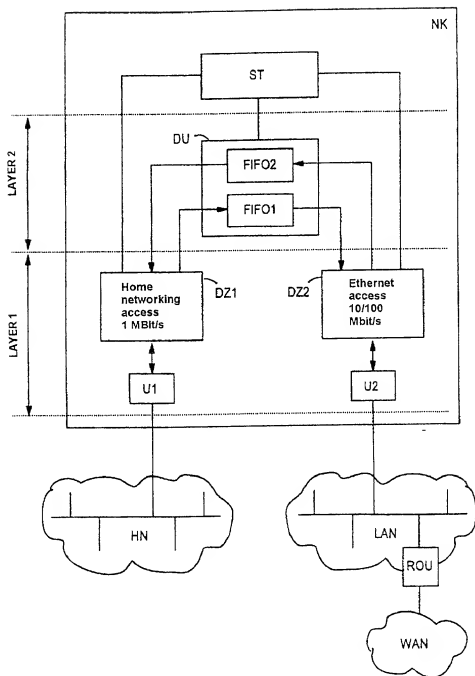 NK
ST
DU
FIFO2
FIFO1
LAYER 2
LAYER 1
Home
networking
access
1 MBit/s
DZ1
DZ2
Ethernet
access
10/100
Mbit/s
U1
U2
HN
LAN
ROU
WAN